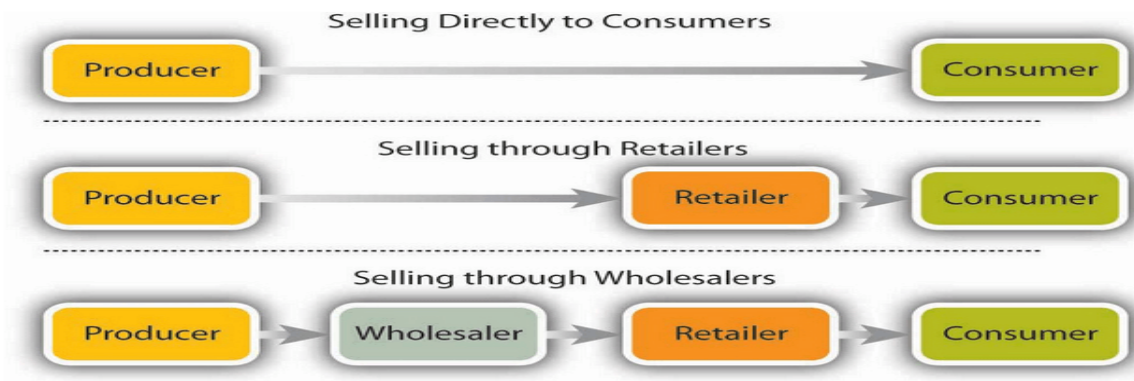 Selling Directly to Consumers
Producer Consumer
Selling through Retailers
Producer Retailer Consumer
Selling through Wholesalers
Producer Wholesaler Retailer Consumer